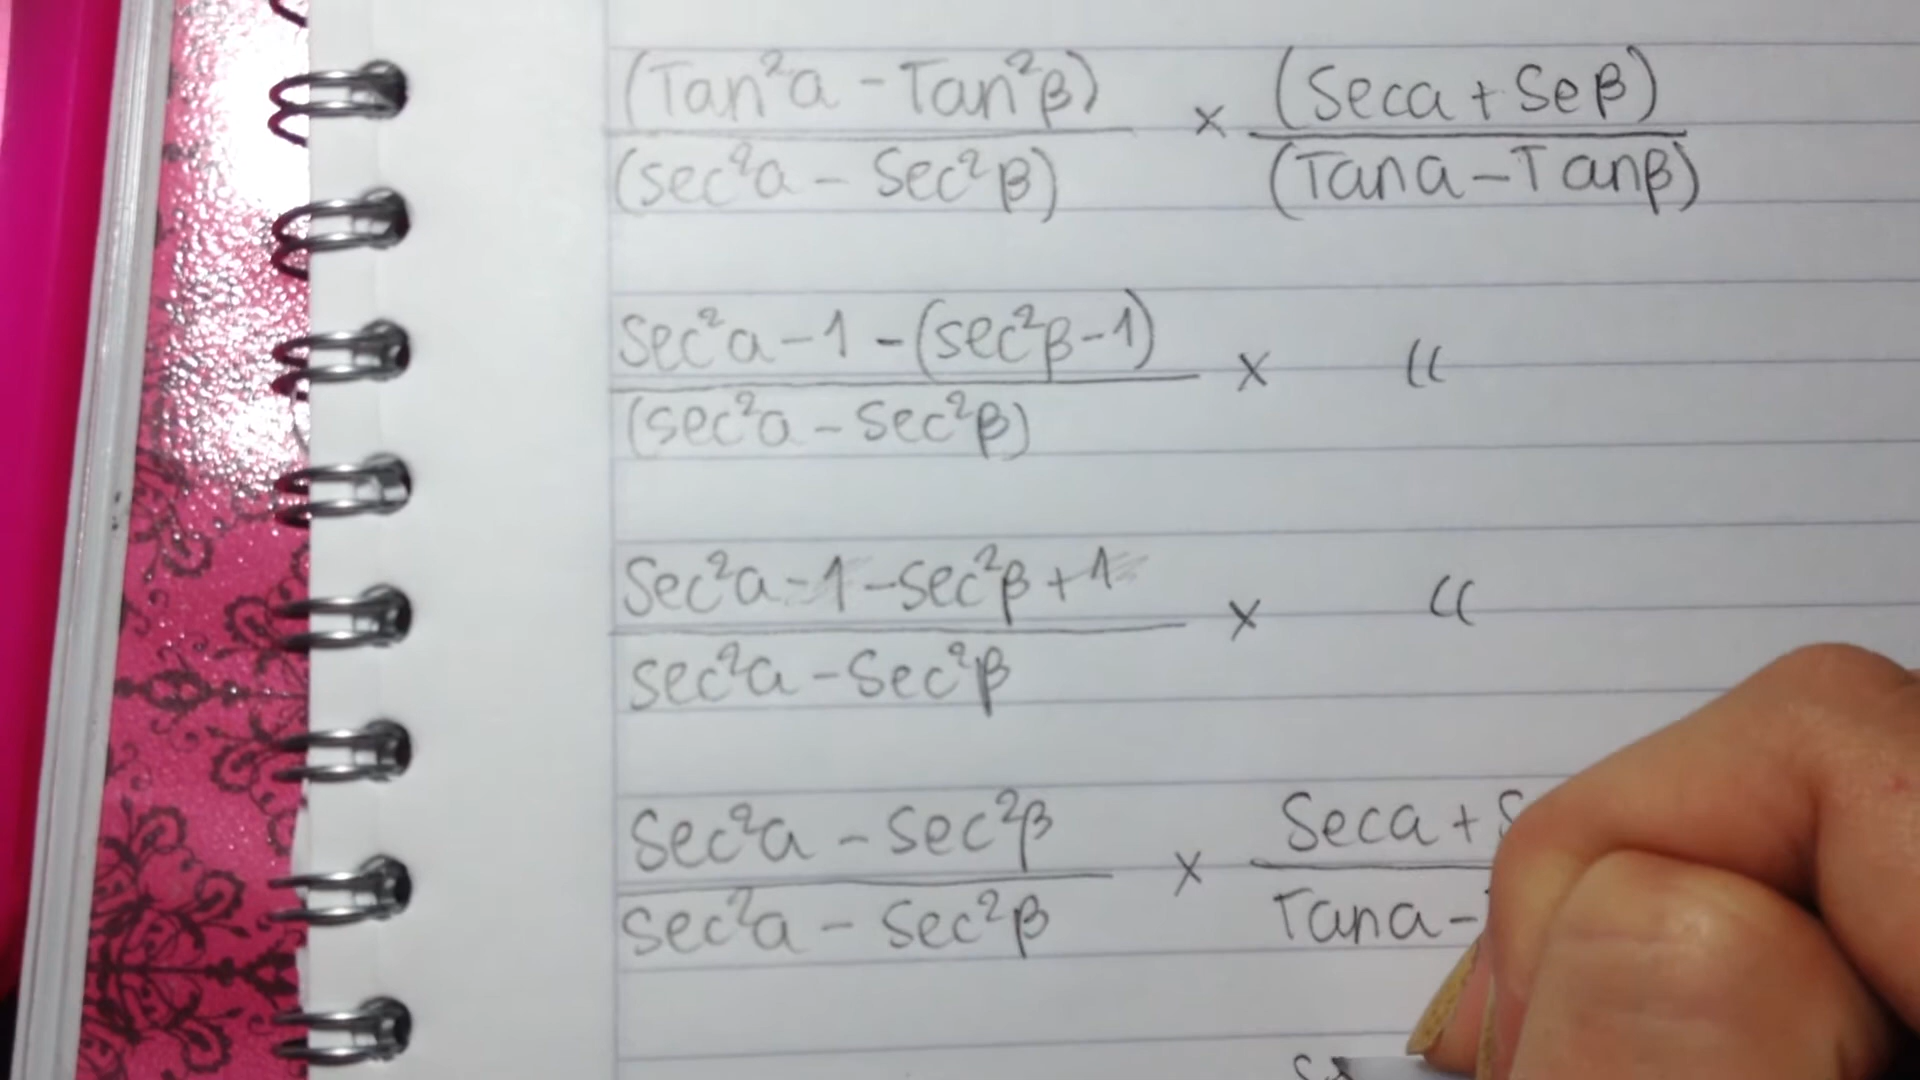 (Tan²a - Tan²β) / (sec²a - Sec²β) × (Seca + Seβ) / (Tana - Tanβ)
sec²a - 1 - (sec²β - 1) / (sec²a - Sec²β) × "
Sec²a - 1 - sec²β + 1 / sec²a - Sec²β × "
Sec²a - Sec²β / sec²a - Sec²β × Seca + / Tana -